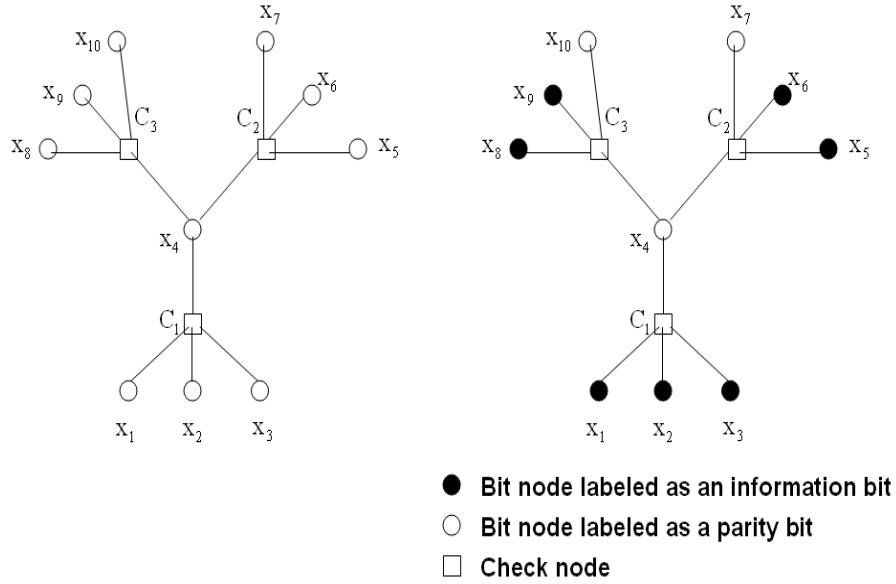 x₇ x₇
x₁₀ x₁₀
x₆ x₆
x₉ x₉
C₃ C₂ C₃ C₂
x₈ x₅ x₈ x₅
x₄ x₄
C₁ C₁
x₁ x₂ x₃ x₁ x₂ x₃
Bit node labeled as an information bit
Bit node labeled as a parity bit
Check node